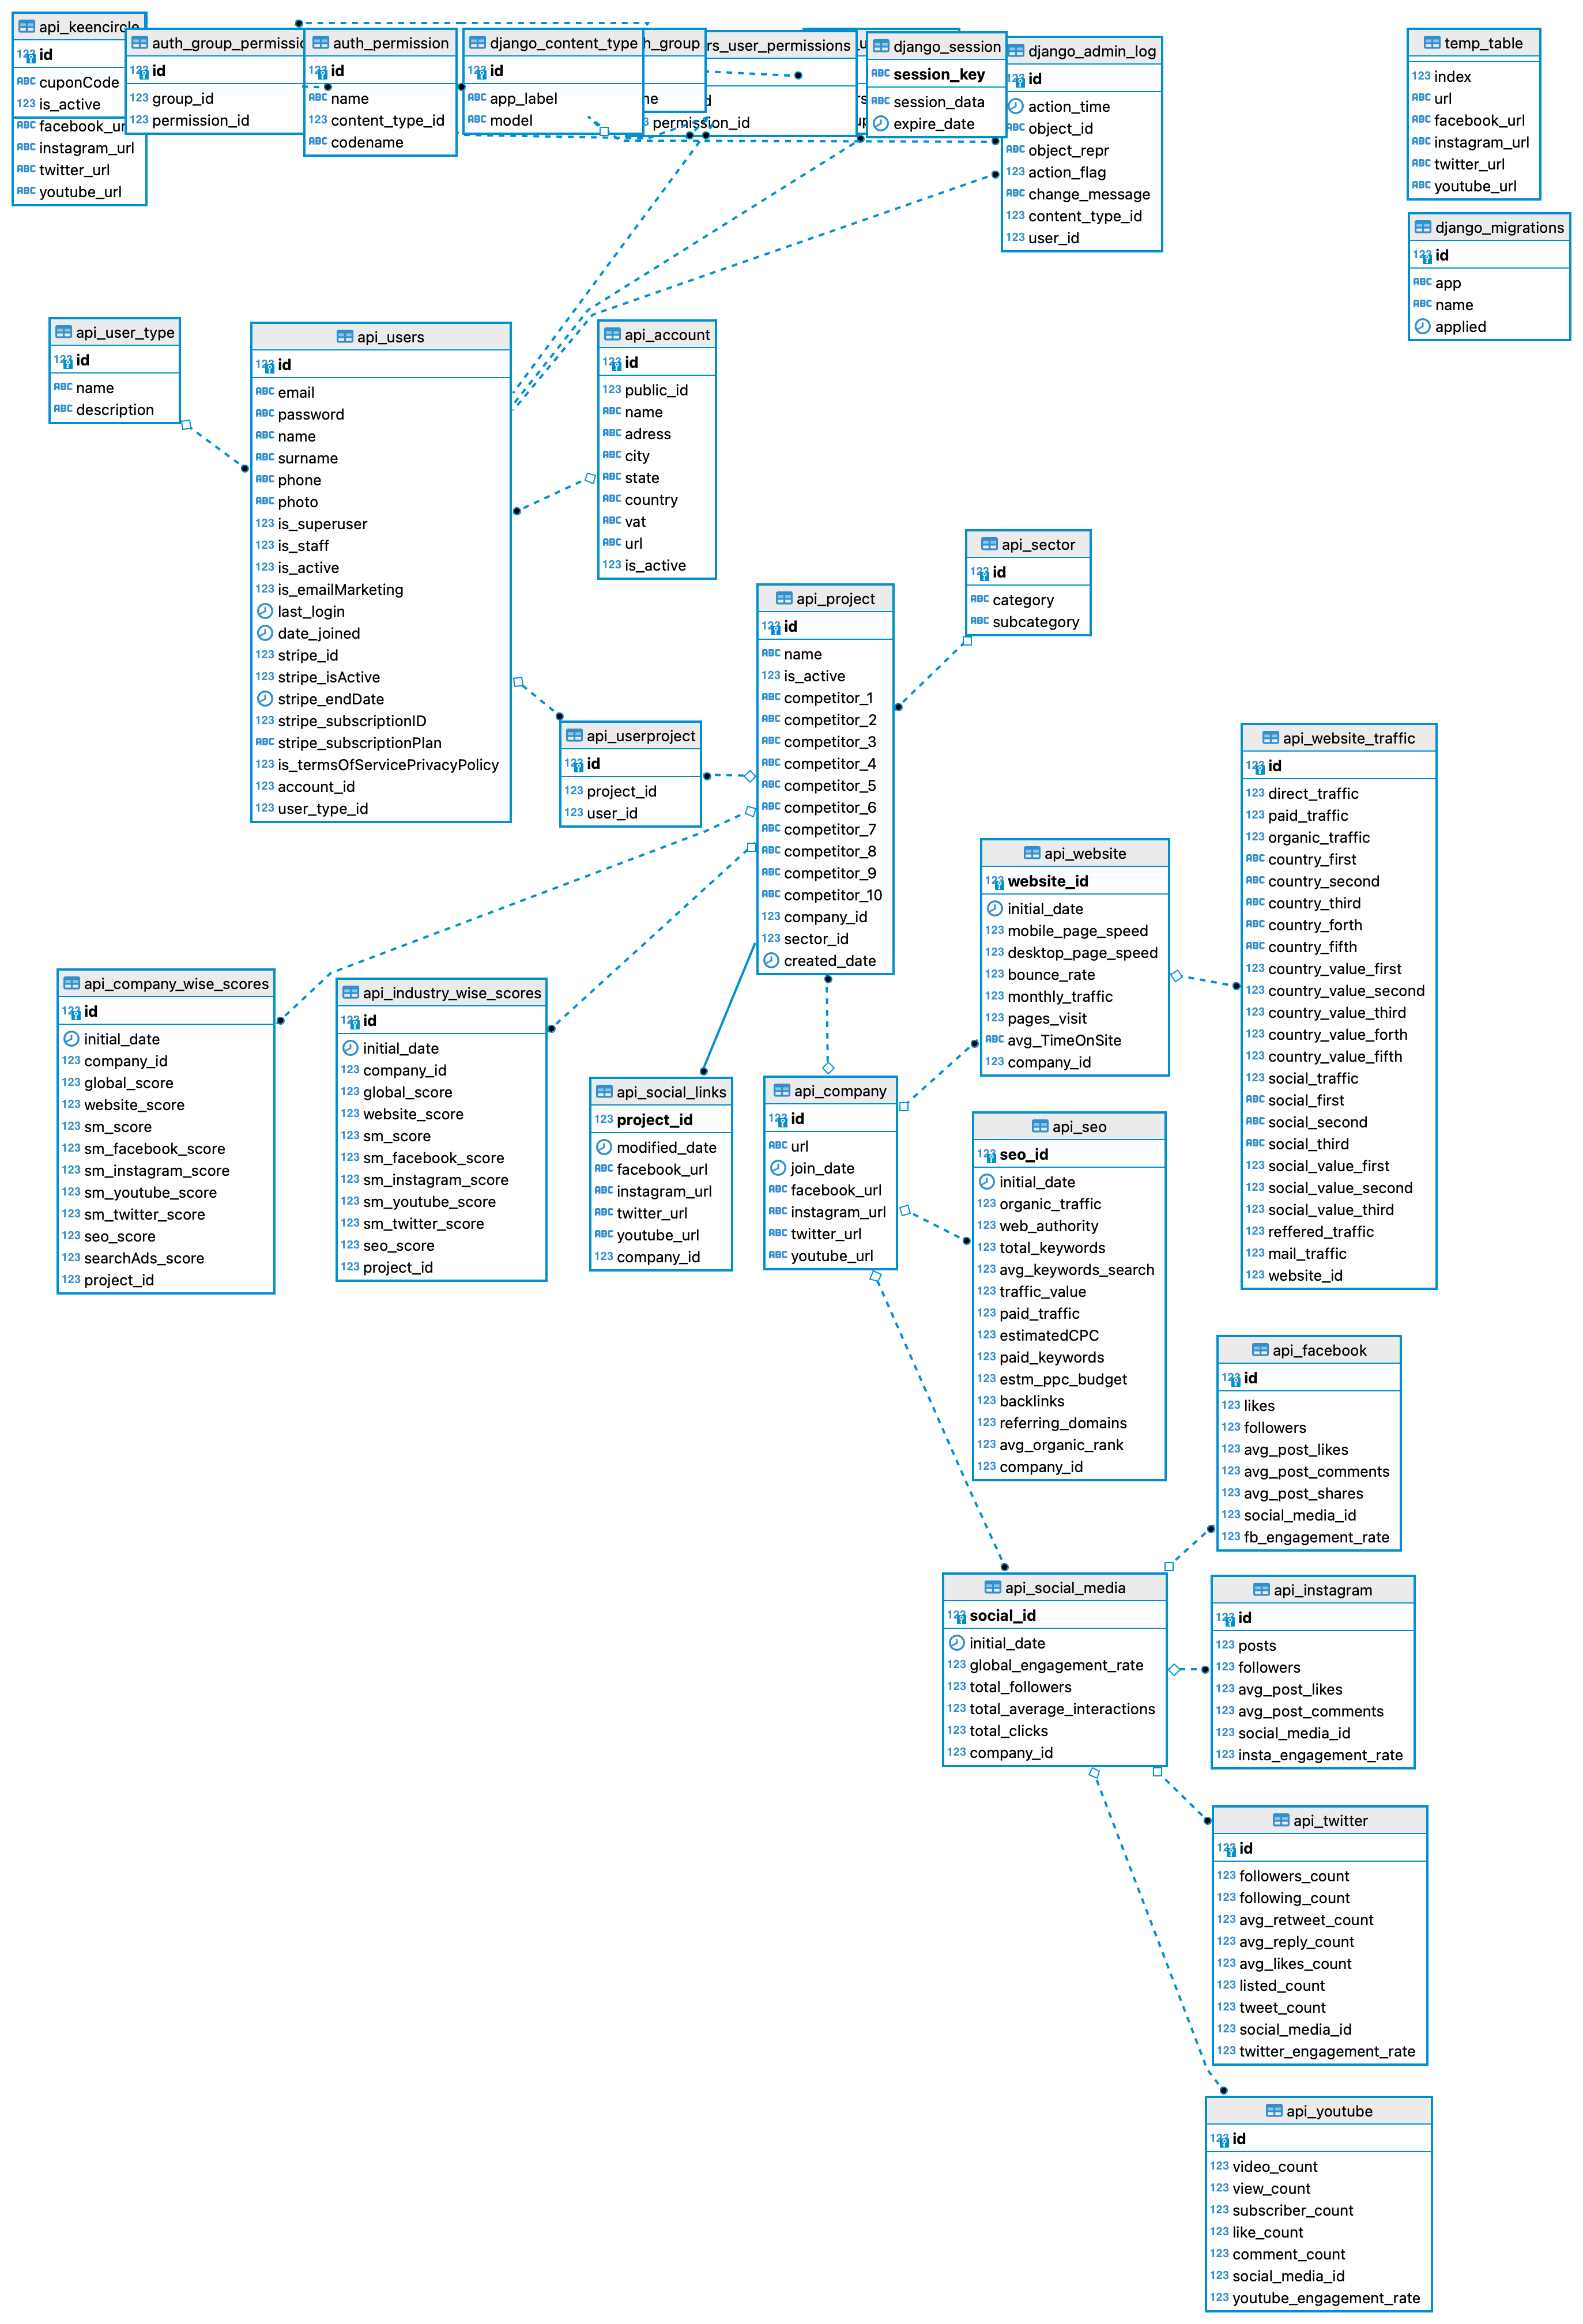 api_keencircle
id
cuponCode
is_active
facebook_ur
instagram_url
twitter_url
youtube_url
auth_group_permissio
id
group_id
permission_id
auth_permission
id
name
content_type_id
codename
django_content_type
id
app_label
model
h_group
rs_user_permissions
permission_id
django_session
session_key
session_data
expire_date
django_admin_log
id
action_time
object_id
object_repr
action_flag
change_message
content_type_id
user_id
temp_table
index
url
facebook_url
instagram_url
twitter_url
youtube_url
django_migrations
id
app
name
applied
api_user_type
id
name
description
api_users
id
email
password
name
surname
phone
photo
is_superuser
is_staff
is_active
is_emailMarketing
last_login
date_joined
stripe_id
stripe_isActive
stripe_endDate
stripe_subscriptionID
stripe_subscriptionPlan
is_termsOfServicePrivacyPolicy
account_id
user_type_id
api_account
id
public_id
name
adress
city
state
country
vat
url
is_active
api_sector
id
category
subcategory
api_project
id
name
is_active
competitor_1
competitor_2
competitor_3
competitor_4
competitor_5
competitor_6
competitor_7
competitor_8
competitor_9
competitor_10
company_id
sector_id
created_date
api_userproject
id
project_id
user_id
api_website_traffic
id
direct_traffic
paid_traffic
organic_traffic
country_first
country_second
country_third
country_forth
country_fifth
country_value_first
country_value_second
country_value_third
country_value_forth
country_value_fifth
social_traffic
social_first
social_second
social_third
social_value_first
social_value_second
social_value_third
reffered_traffic
mail_traffic
website_id
api_website
website_id
initial_date
mobile_page_speed
desktop_page_speed
bounce_rate
monthly_traffic
pages_visit
avg_TimeOnSite
company_id
api_company_wise_scores
id
initial_date
company_id
global_score
website_score
sm_score
sm_facebook_score
sm_instagram_score
sm_youtube_score
sm_twitter_score
seo_score
searchAds_score
project_id
api_industry_wise_scores
id
initial_date
company_id
global_score
website_score
sm_score
sm_facebook_score
sm_instagram_score
sm_youtube_score
sm_twitter_score
seo_score
project_id
api_social_links
project_id
modified_date
facebook_url
instagram_url
twitter_url
youtube_url
company_id
api_company
id
url
join_date
facebook_url
instagram_url
twitter_url
youtube_url
api_seo
seo_id
initial_date
organic_traffic
web_authority
total_keywords
avg_keywords_search
traffic_value
paid_traffic
estimatedCPC
paid_keywords
estm_ppc_budget
backlinks
referring_domains
avg_organic_rank
company_id
api_facebook
id
likes
followers
avg_post_likes
avg_post_comments
avg_post_shares
social_media_id
fb_engagement_rate
api_social_media
social_id
initial_date
global_engagement_rate
total_followers
total_average_interactions
total_clicks
company_id
api_instagram
id
posts
followers
avg_post_likes
avg_post_comments
social_media_id
insta_engagement_rate
api_twitter
id
followers_count
following_count
avg_retweet_count
avg_reply_count
avg_likes_count
listed_count
tweet_count
social_media_id
twitter_engagement_rate
api_youtube
id
video_count
view_count
subscriber_count
like_count
comment_count
social_media_id
youtube_engagement_rate